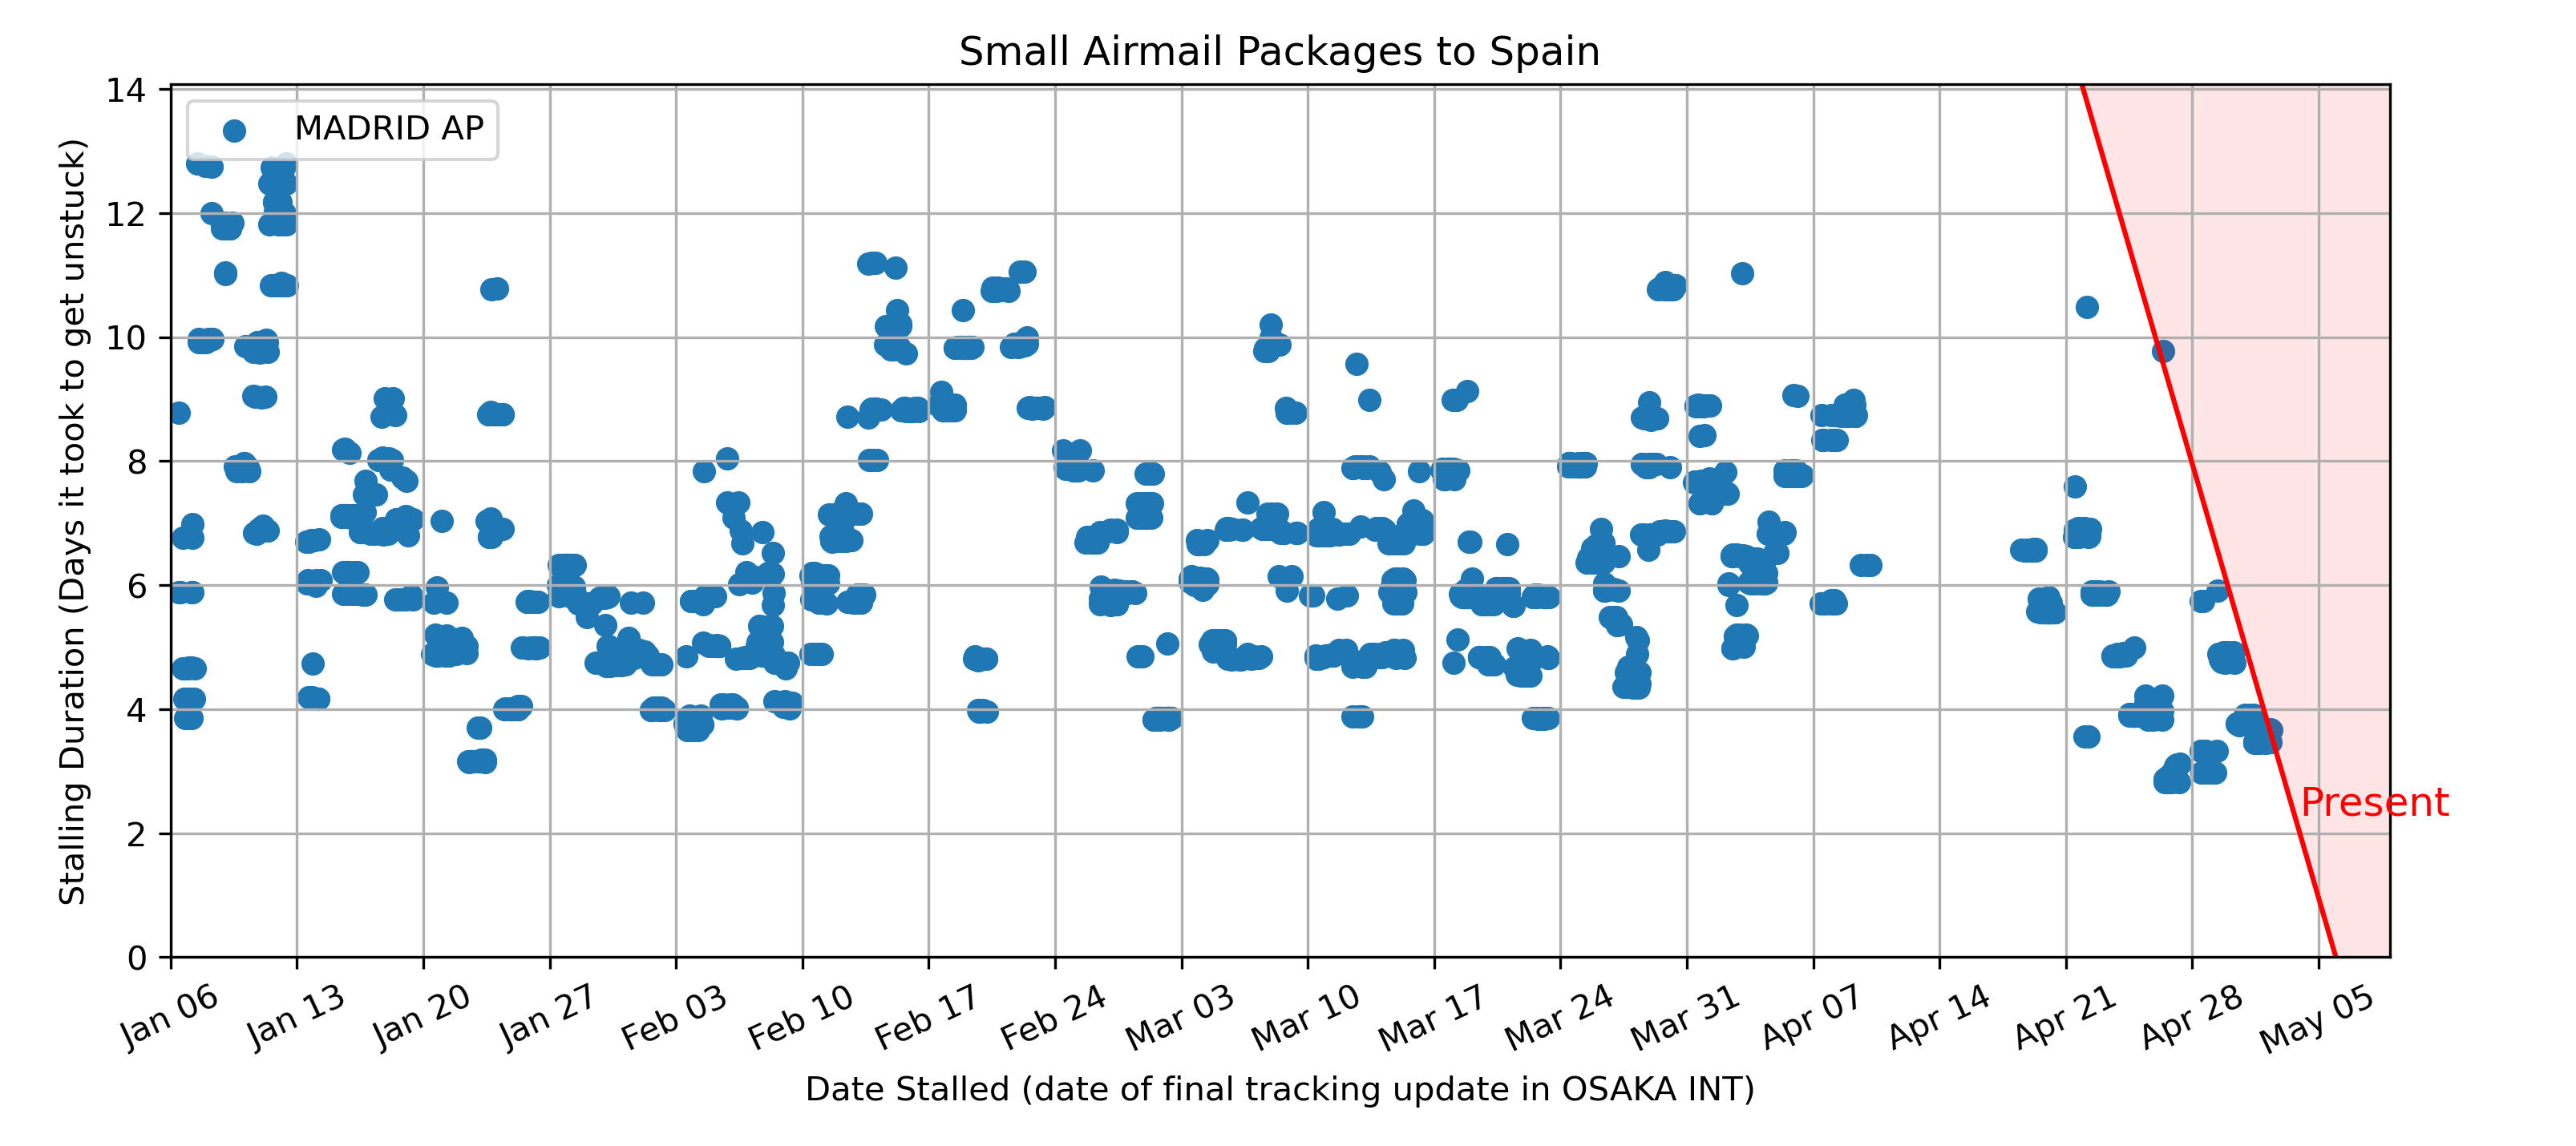 Small Airmail Packages to Spain
MADRID AP
Stalling Duration (Days it took to get unstuck)
14
12
10
8
6
4
2
0
Present
Jan 06
Jan 13
Jan 20
Jan 27
Feb 03
Feb 10
Feb 17
Feb 24
Mar 03
Mar 10
Mar 17
Mar 24
Mar 31
Apr 07
Apr 14
Apr 21
Apr 28
May 05
Date Stalled (date of final tracking update in OSAKA INT)